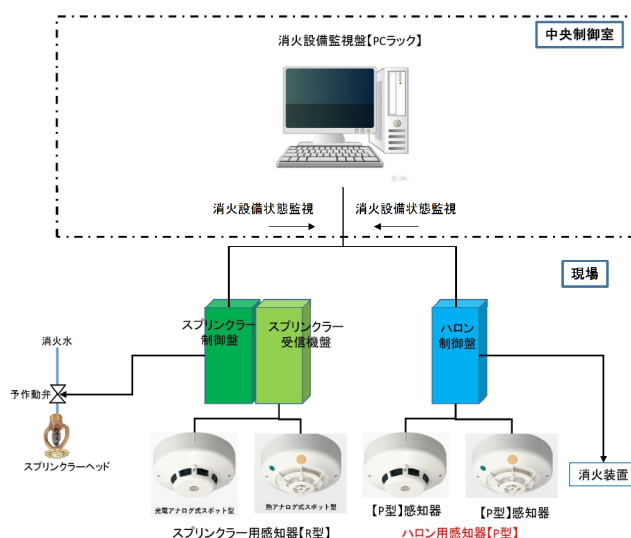 中央制御室
消火設備監視盤【PCラック】
消火設備状態監視
消火設備状態監視
現場
スプリンクラー
制御盤
スプリンクラー
受信機盤
ハロン
制御盤
消火水
予作動弁
スプリンクラーヘッド
光電アナログ式スポット型
熱アナログ式スポット型
【P型】感知器
【P型】感知器
消火装置
スプリンクラー用感知器【R型】
ハロン用感知器【P型】